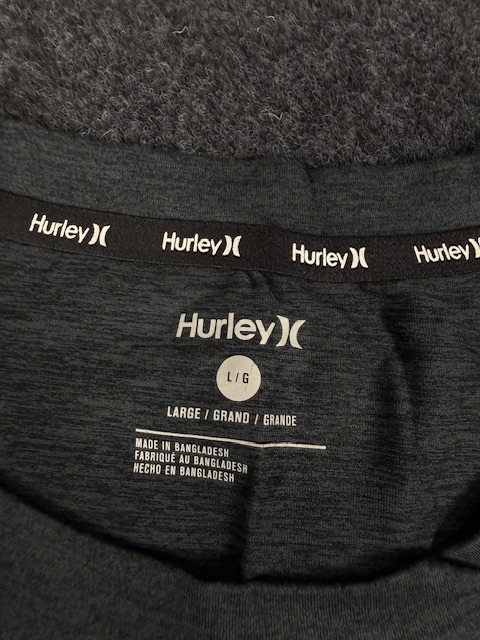 Hurley Hurley Hurley Hurley
Hurley
L/G
LARGE / GRAND / GRANDE
MADE IN BANGLADESH
FABRIQUÉ AU BANGLADESH
HECHO EN BANGLADESH